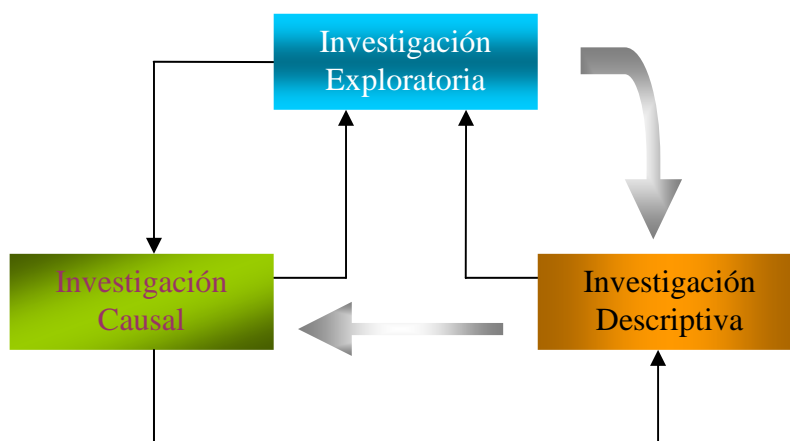 Investigación
Exploratoria
Investigación
Causal
Investigación
Descriptiva